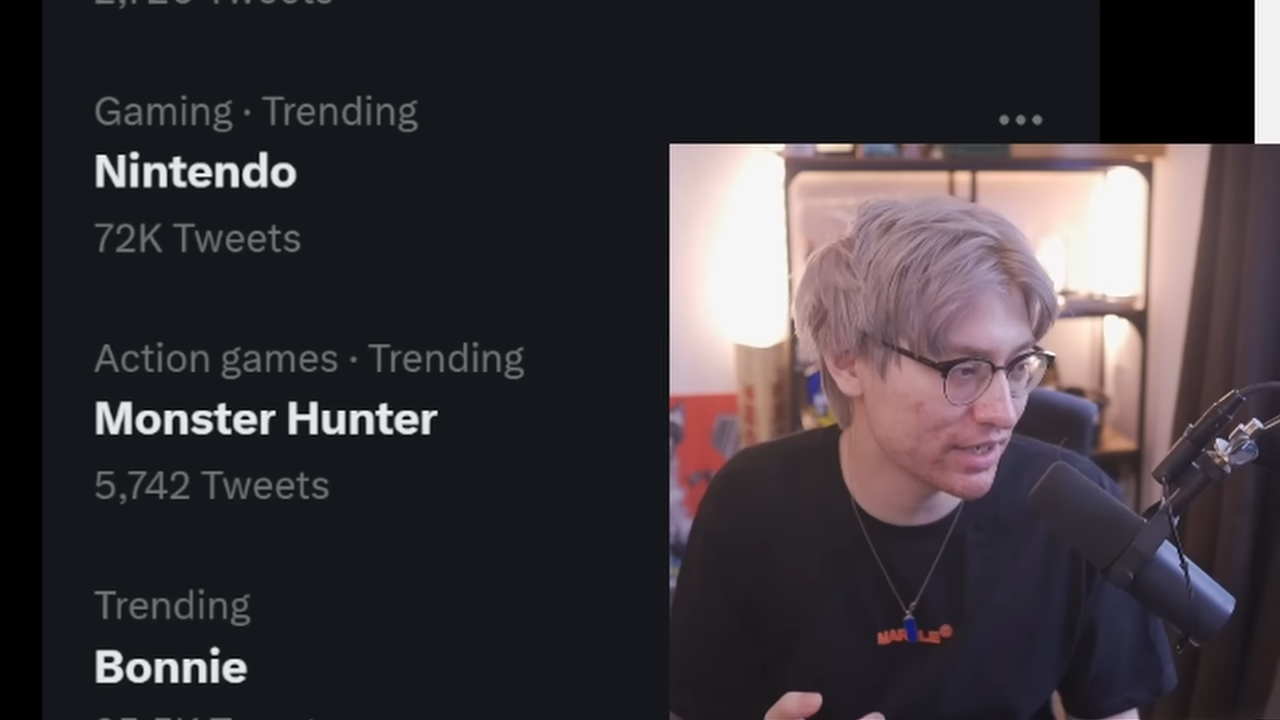 Gaming · Trending
Nintendo
72K Tweets
Action games · Trending
Monster Hunter
5,742 Tweets
Trending
Bonnie